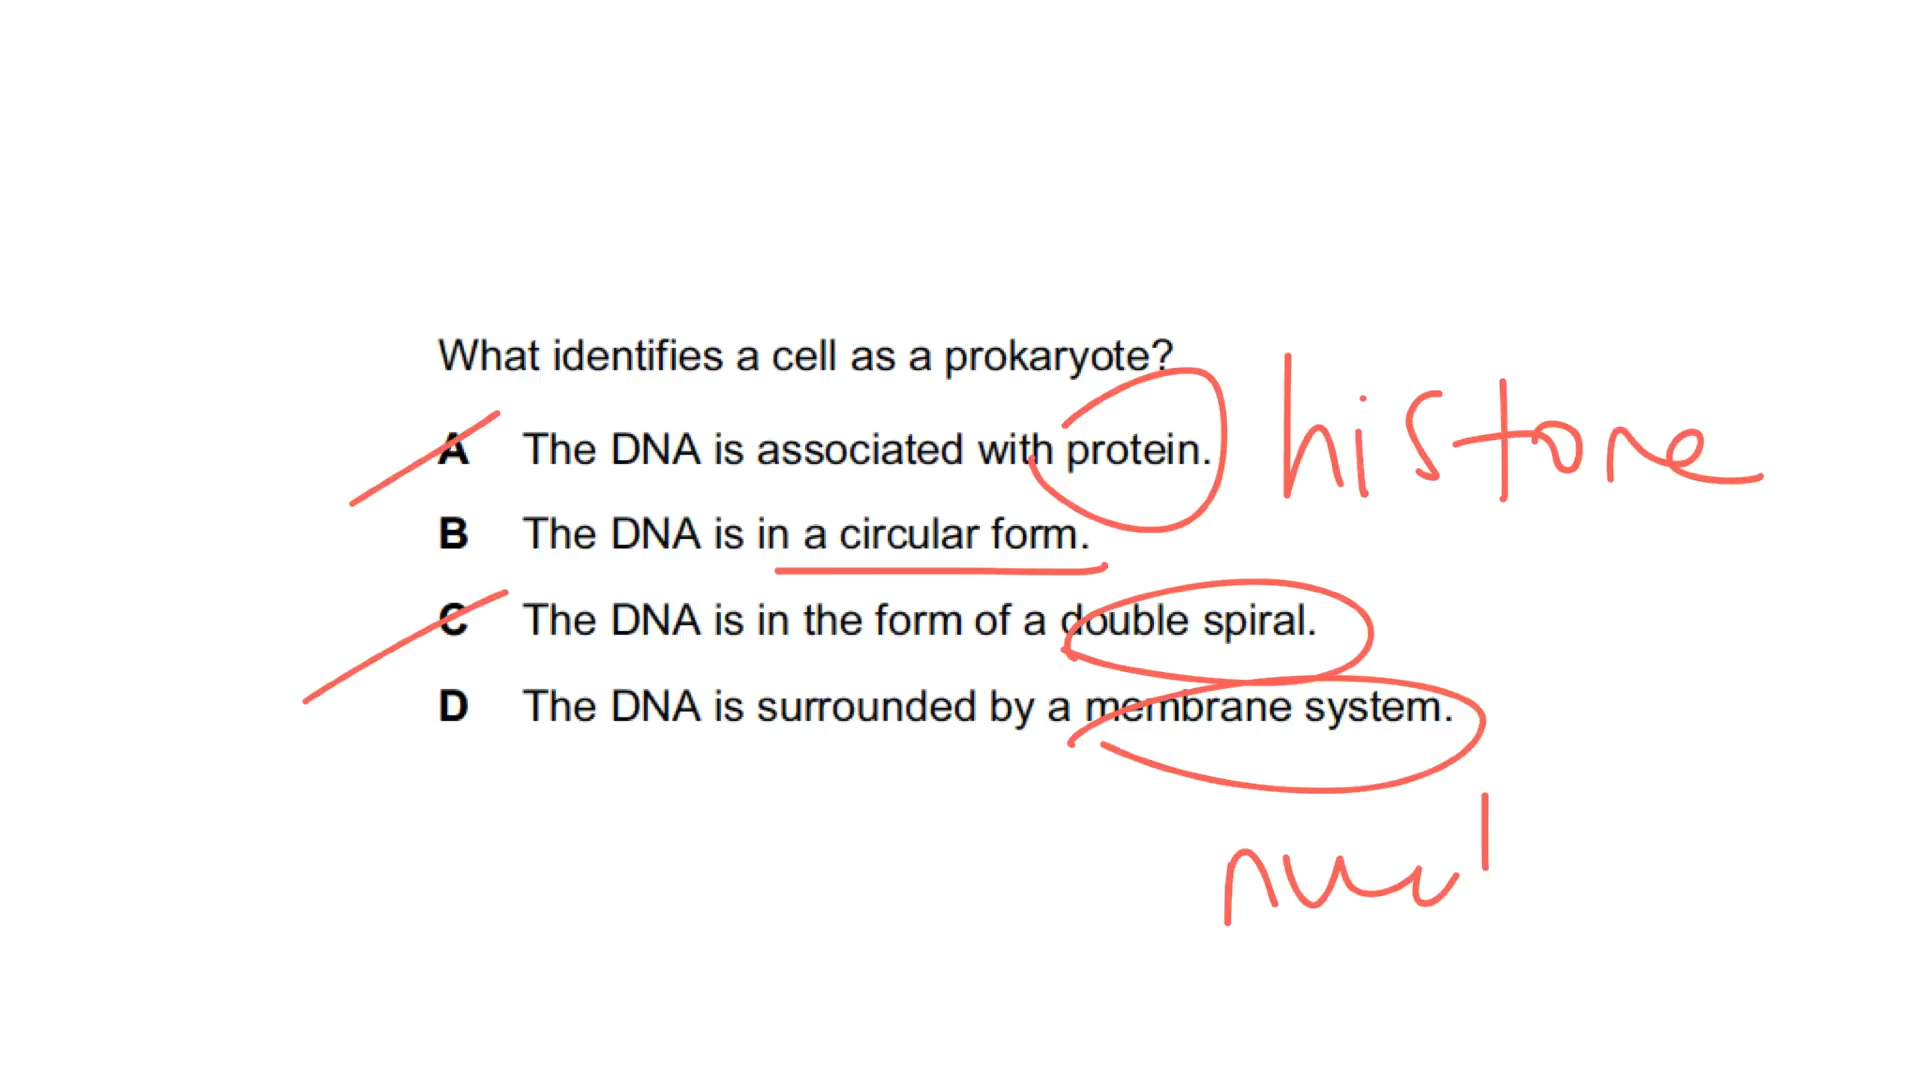 What identifies a cell as a prokaryote?
A The DNA is associated with protein. histone
B The DNA is in a circular form.
C The DNA is in the form of a double spiral.
D The DNA is surrounded by a membrane system.